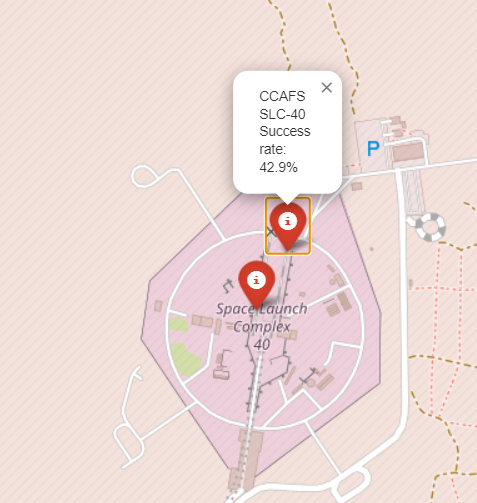 CCAFS
SLC-40
Success
rate:
42.9%
P
Space Launch
Complex
40